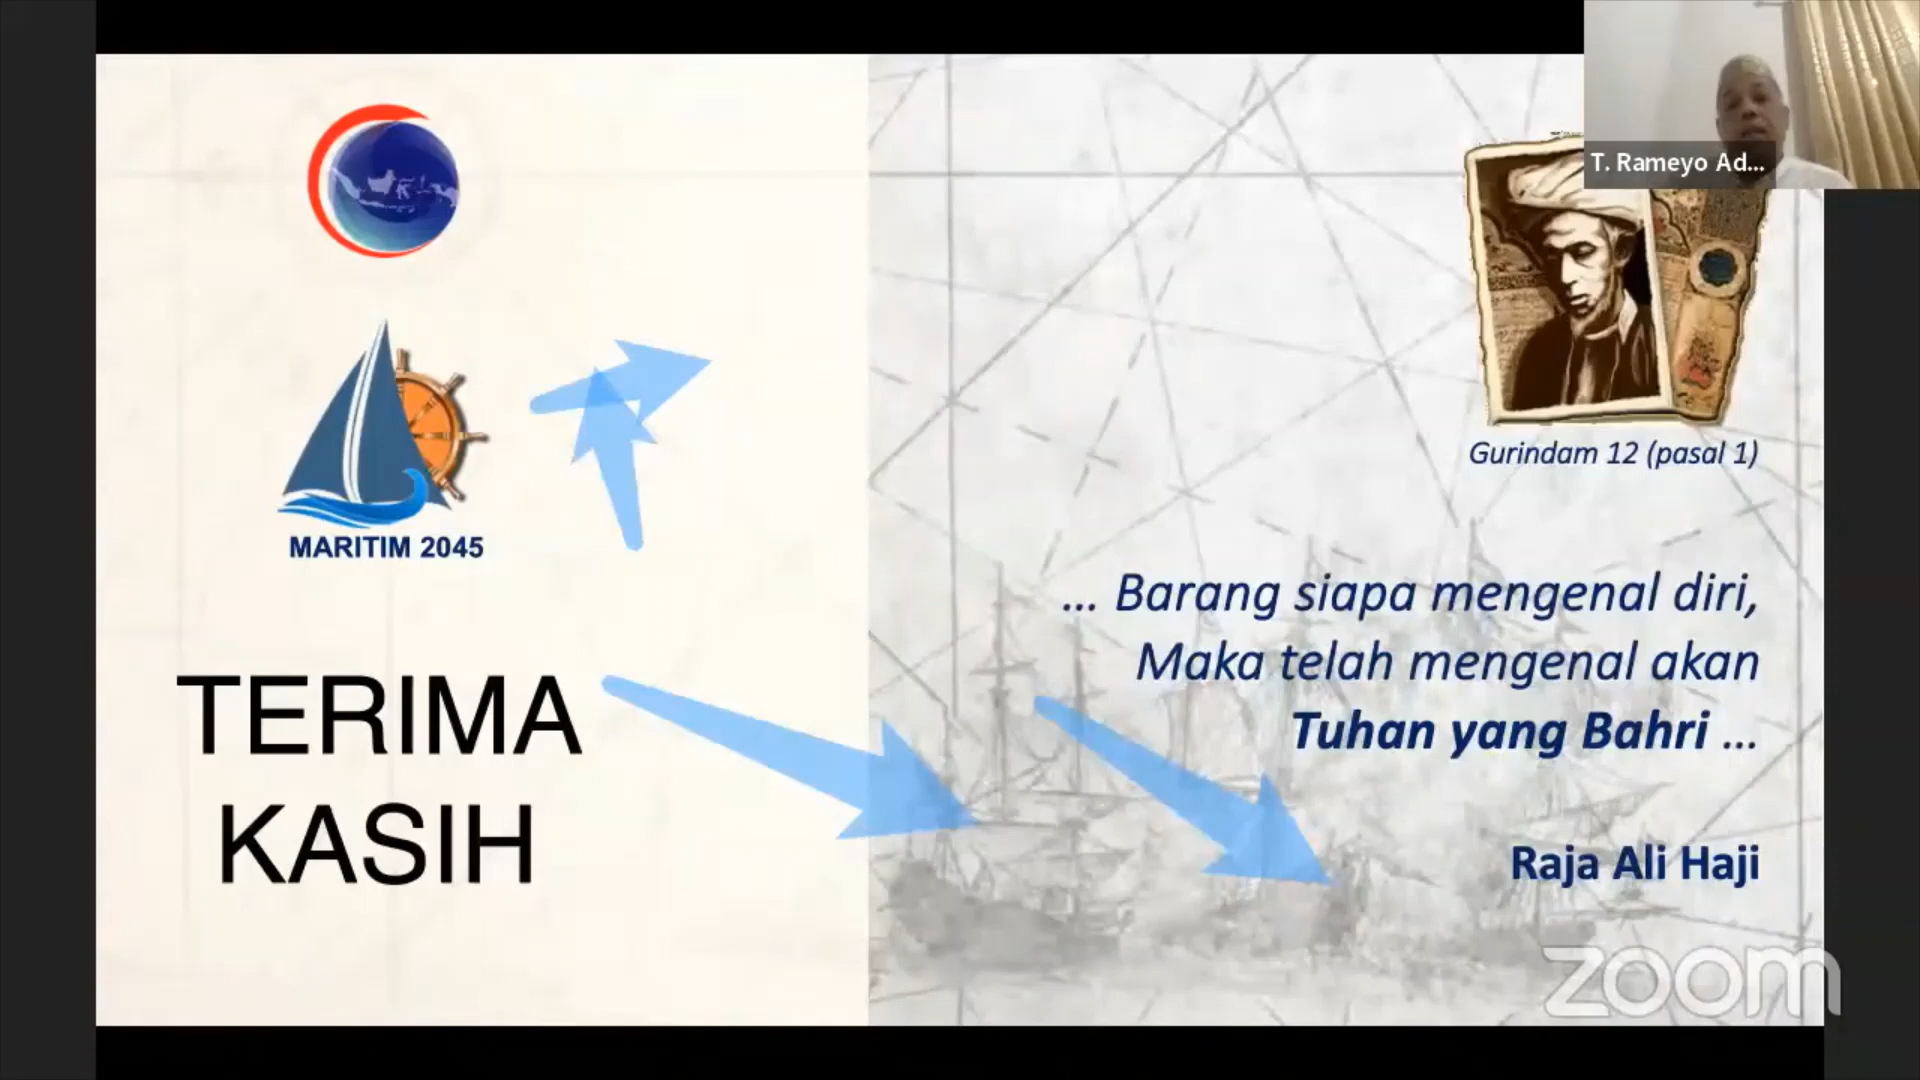 T. Rameyo Ad...
Gurindam 12 (pasal 1)
MARITIM 2045
... Barang siapa mengenal diri,
Maka telah mengenal akan
Tuhan yang Bahri ...
TERIMA
KASIH
Raja Ali Haji
zoom